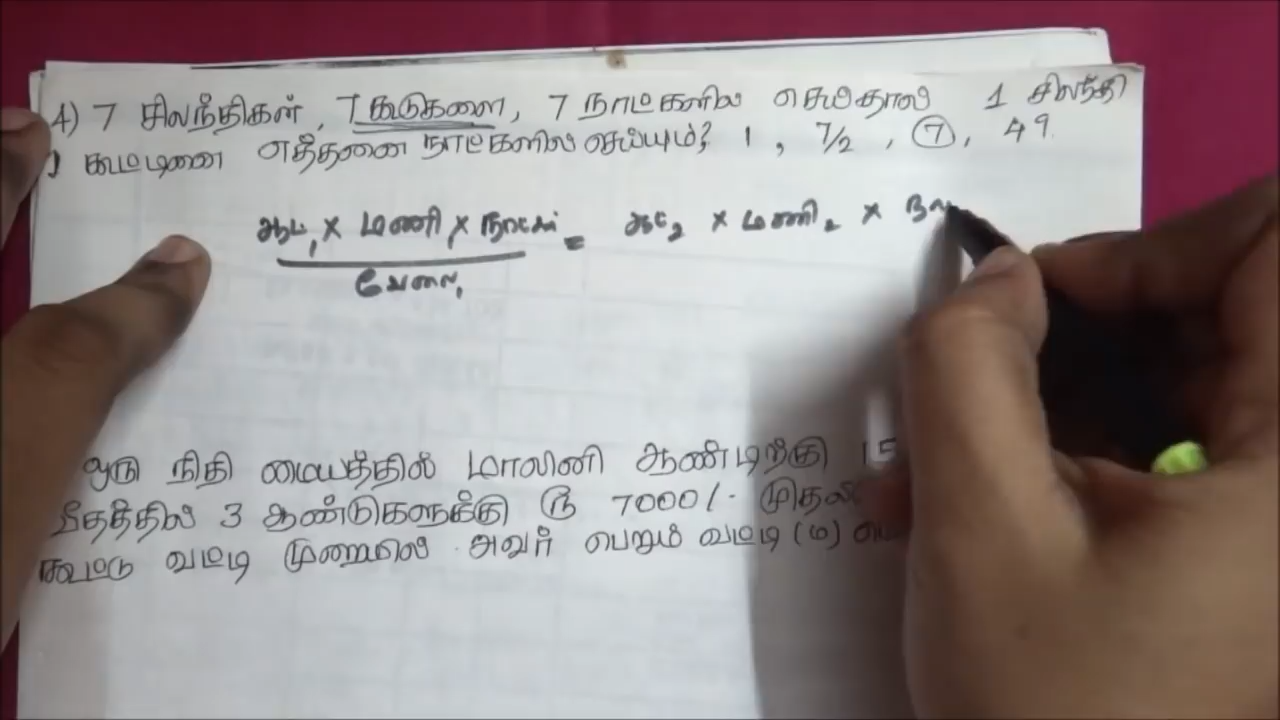 4) 7 சிலந்திகள், 7 கூடுகளை, 7 நாட்களில் செய்தால் 1 சிலந்தி
1 கூட்டினை எத்தனை நாட்களில் செய்யும்? 1, 7/2, 7, 49.
ஆட்₁ × மணி₁ × நாட்கள் = ஆட்₂ × மணி₂ × நா
வேலை₁
ஒரு நிதி மையத்தில் மாலினி ஆண்டிற்கு 15
வீதத்தில் 3 ஆண்டுகளுக்கு ரூ 7000/- முதலீ
கூட்டு வட்டி முறையில் அவர் பெறும் வட்டி (ம)